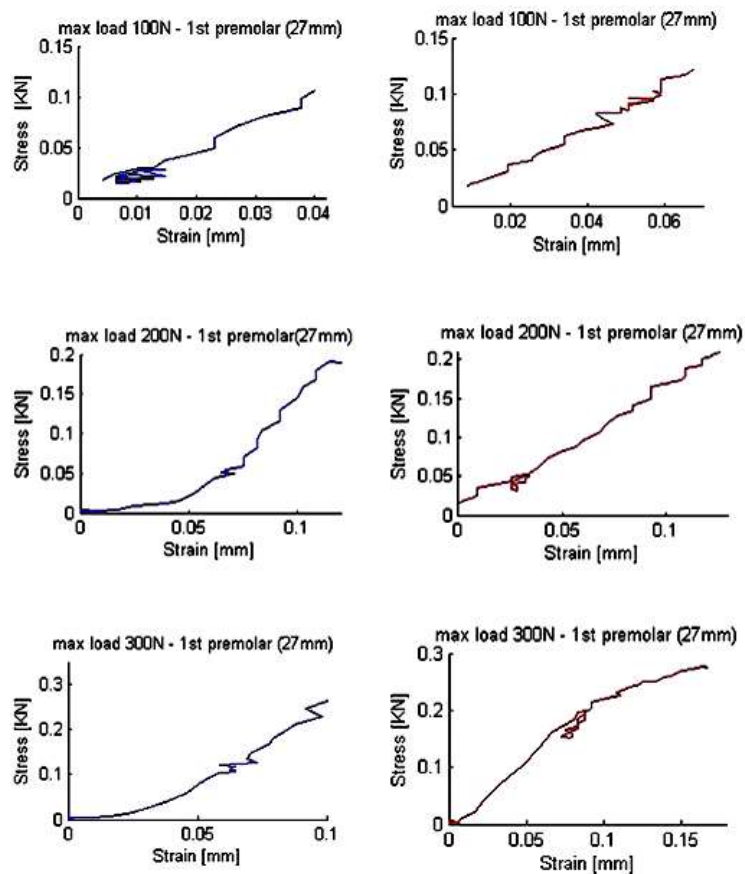 max load 100N - 1st premolar (27mm)
0.15
0.1
0.05
0
Stress [KN]
0.01
0.02
0.03
0.04
Strain [mm]
max load 100N - 1st premolar (27mm)
0.15
0.1
0.05
0
Stress [KN]
0.02
0.04
0.06
Strain [mm]
max load 200N - 1st premolar(27mm)
0.2
0.15
0.1
0.05
0
Stress [KN]
0
0.05
0.1
Strain [mm]
max load 200N - 1st premolar (27mm)
0.2
0.15
0.1
0.05
0
Stress [KN]
0
0.05
0.1
Strain [mm]
max load 300N - 1st premolar (27mm)
0.3
0.2
0.1
0
Stress [KN]
0
0.05
0.1
Strain [mm]
max load 300N - 1st premolar (27mm)
0.3
0.2
0.1
0
Stress [KN]
0
0.05
0.1
0.15
Strain [mm]